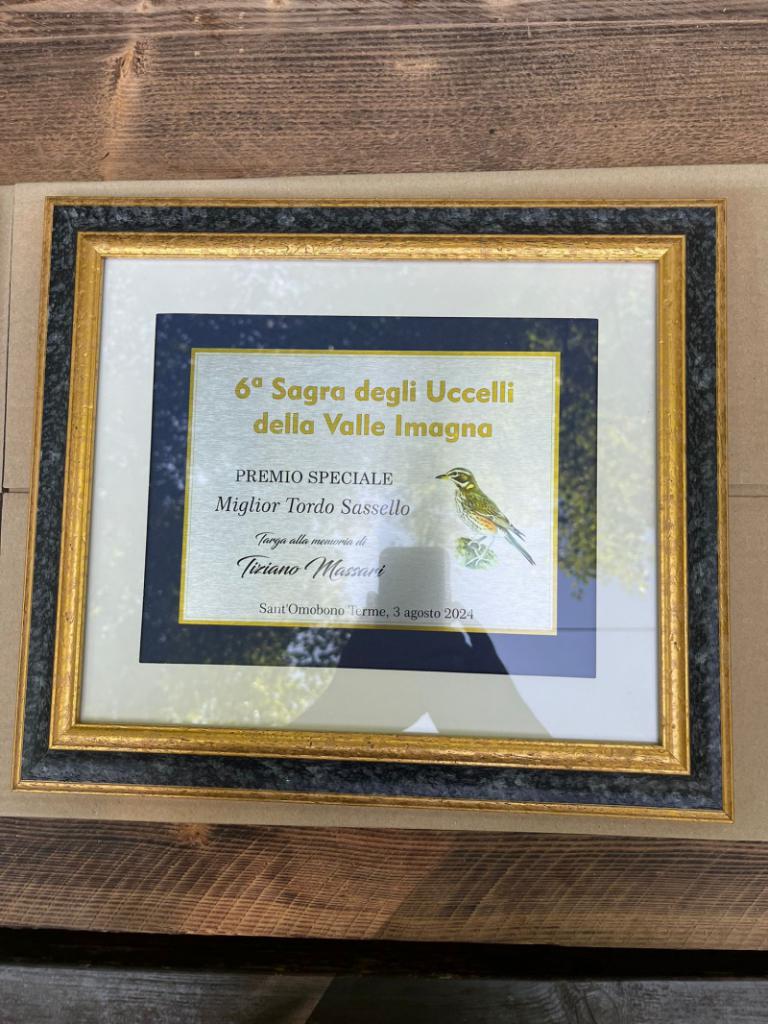 6ª Sagra degli Uccelli
della Valle Imagna
PREMIO SPECIALE
Miglior Tordo Sassello
Targa alla memoria di
Tiziano Massari
Sant'Omobono Terme, 3 agosto 2024